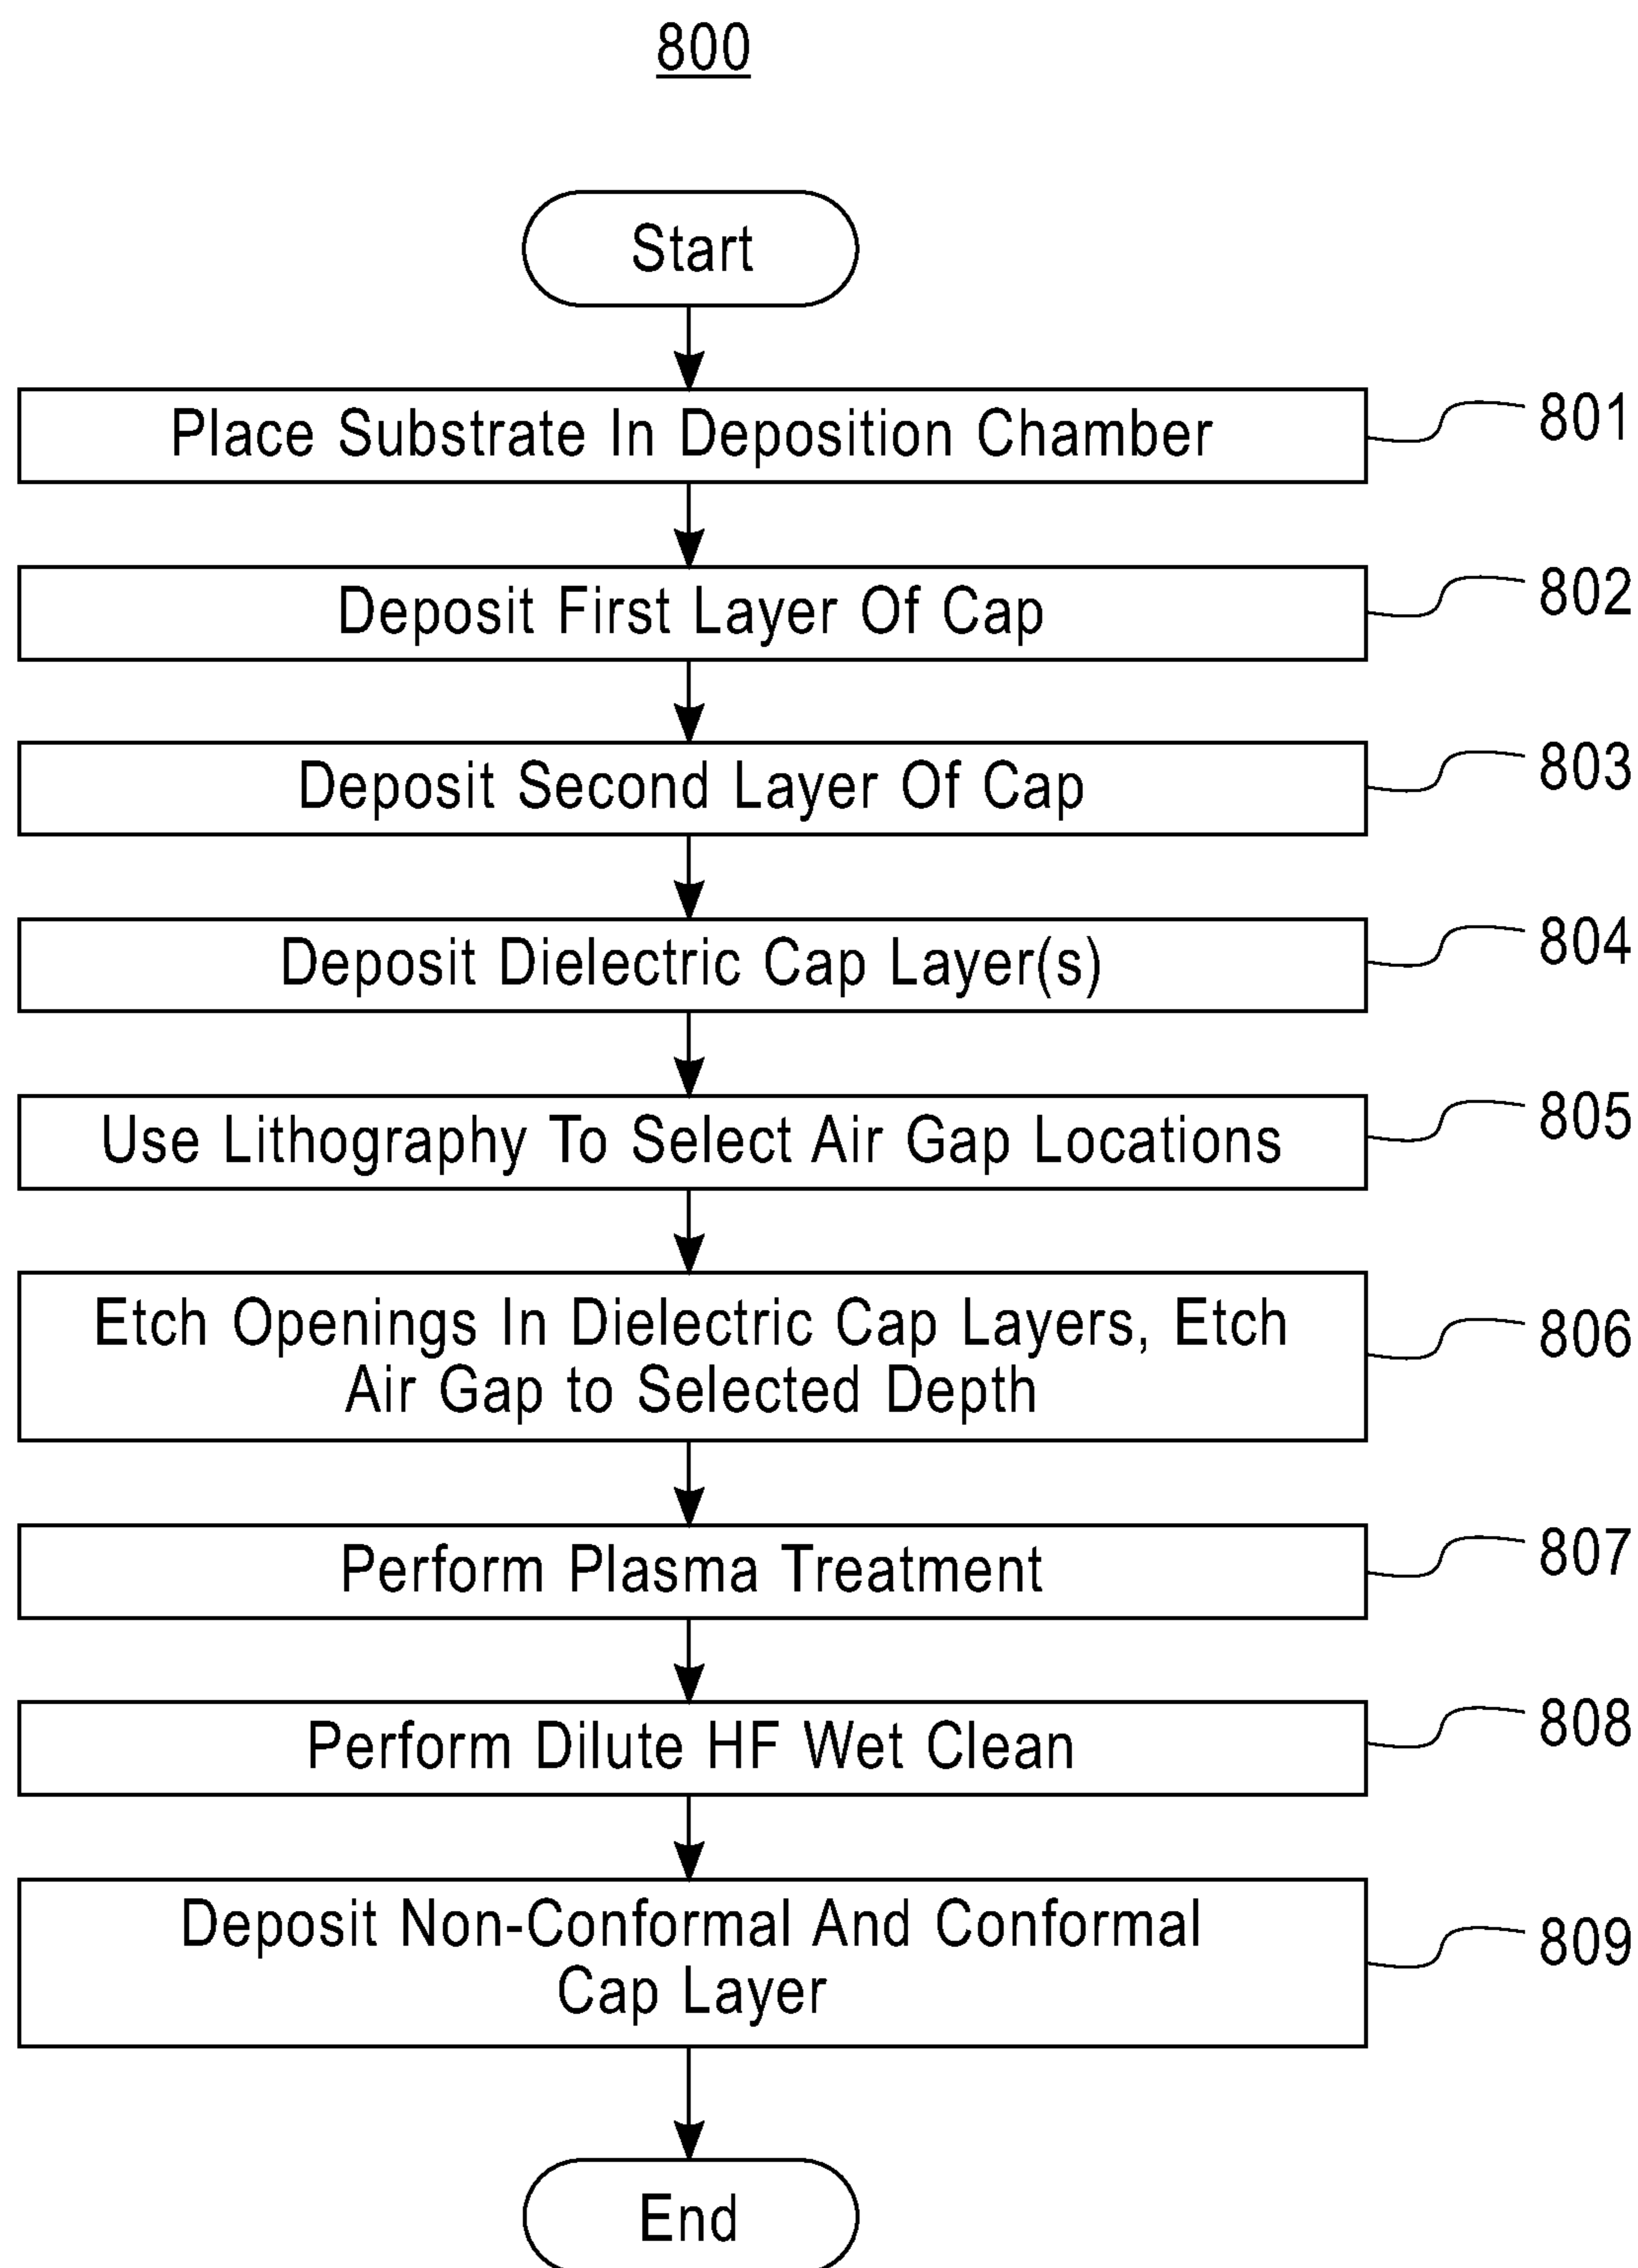 800
Start
Place Substrate In Deposition Chamber
801
Deposit First Layer Of Cap
802
Deposit Second Layer Of Cap
803
Deposit Dielectric Cap Layer(s)
804
Use Lithography To Select Air Gap Locations
805
Etch Openings In Dielectric Cap Layers, Etch
Air Gap to Selected Depth
806
Perform Plasma Treatment
807
Perform Dilute HF Wet Clean
808
Deposit Non-Conformal And Conformal
Cap Layer
809
End